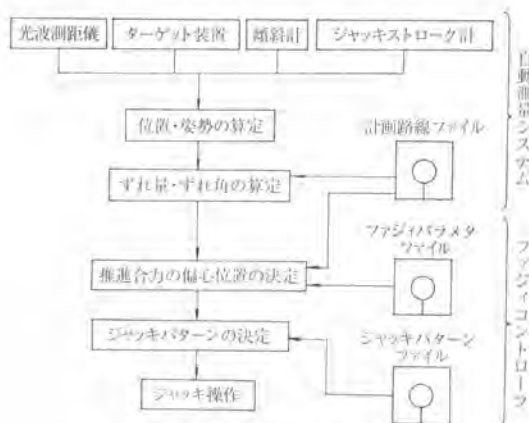 光波測距儀
ターゲット装置
傾斜計
ジャッキストローク計
位置・姿勢の算定
計画路線ファイル
ずれ量・ずれ角の算定
ファジィパラメタ
ファイル
推進合力の偏心位置の決定
ジャッキパターンの決定
ジャッキパターン
ファイル
ジャッキ操作
自動測量システム
ファジィコントローラ